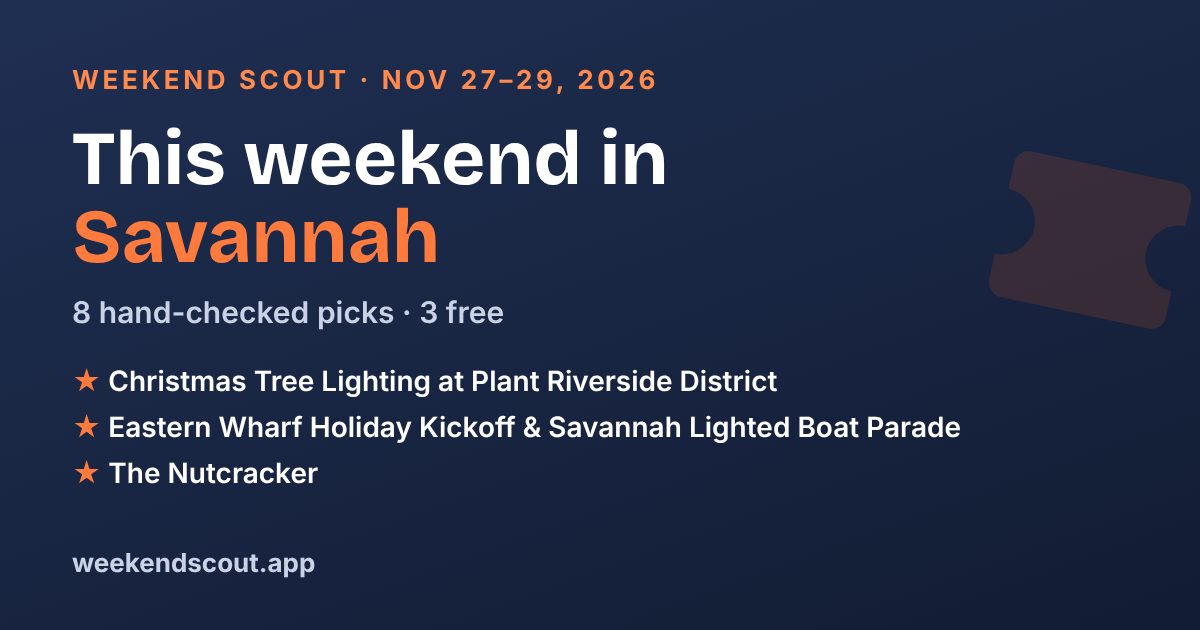 WEEKEND SCOUT · NOV 27–29, 2026
This weekend in
Savannah
8 hand-checked picks · 3 free
★ Christmas Tree Lighting at Plant Riverside District
★ Eastern Wharf Holiday Kickoff & Savannah Lighted Boat Parade
★ The Nutcracker
weekendscout.app